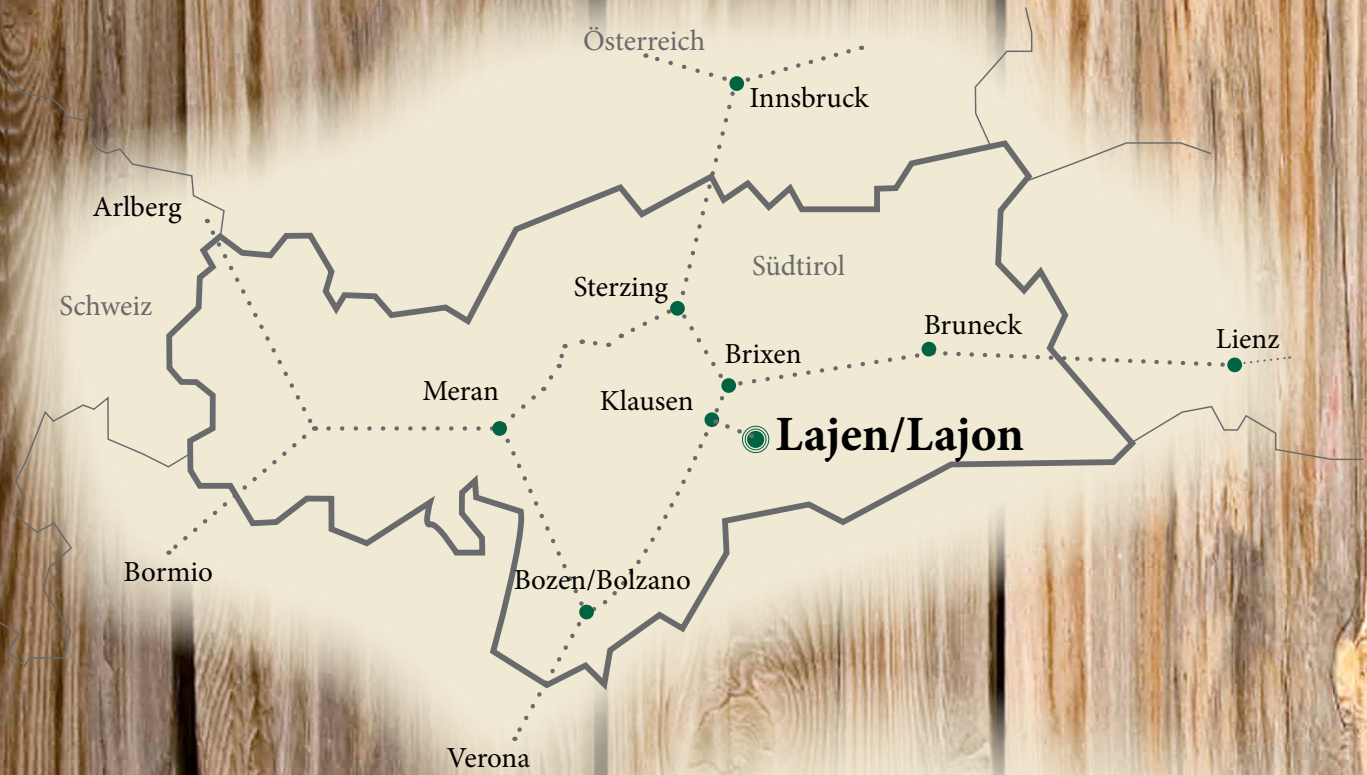 Österreich
Innsbruck
Arlberg
Südtirol
Sterzing
Schweiz
Bruneck
Lienz
Brixen
Meran
Klausen
Lajen/Lajon
Bormio
Bozen/Bolzano
Verona